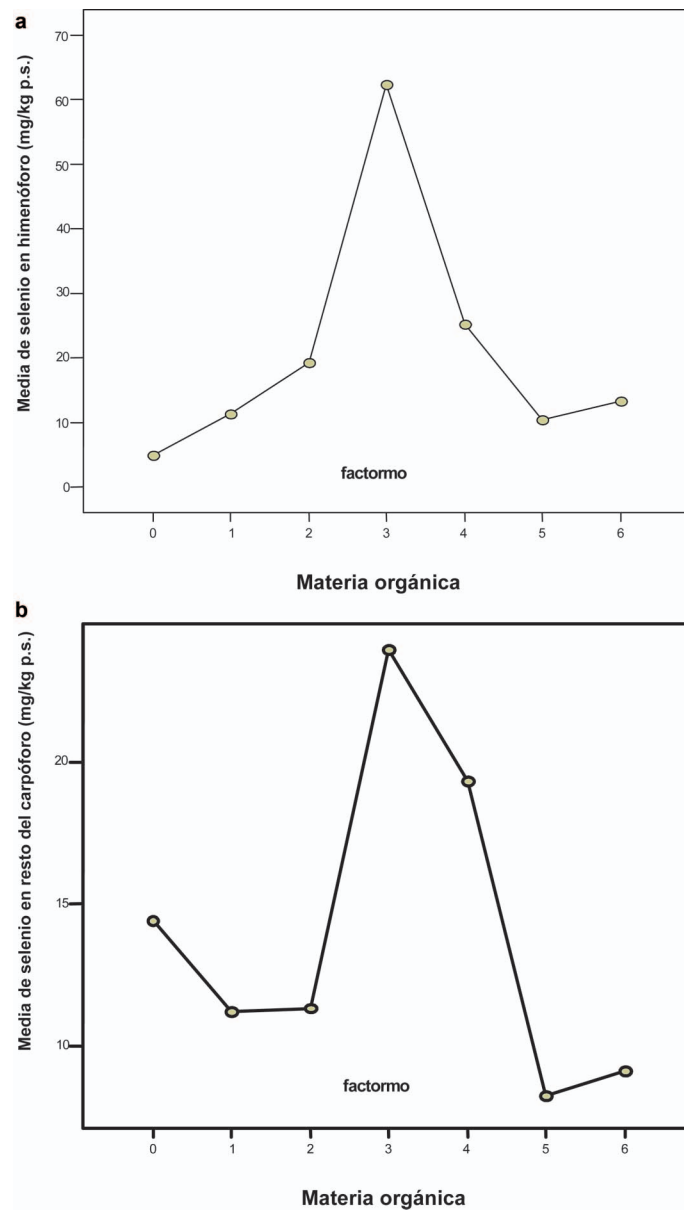 a
Media de selenio en himenóforo (mg/kg p.s.)
70
60
50
40
30
20
10
0
factormo
0 1 2 3 4 5 6
Materia orgánica
b
Media de selenio en resto del carpóforo (mg/kg p.s.)
20
15
10
factormo
0 1 2 3 4 5 6
Materia orgánica